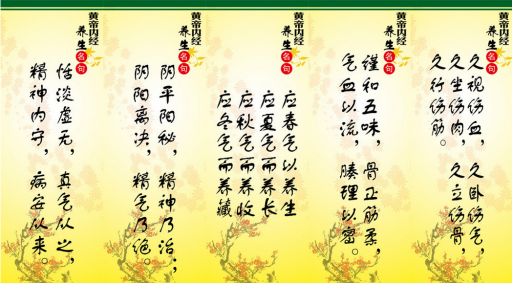 黄帝内经
养生名句
恬淡虚无，真气从之，
精神内守，病安从来。
黄帝内经
养生名句
阴平阳秘，精神乃治；
阴阳离决，精气乃绝。
黄帝内经
养生名句
应春气以养生
应夏气而养长
应秋气而养收
应冬气而养藏
黄帝内经
养生名句
谨和五味，骨正筋柔，
气血以流，腠理以密。
黄帝内经
养生名句
久视伤血，久卧伤气，
久坐伤肉，久立伤骨，
久行伤筋。